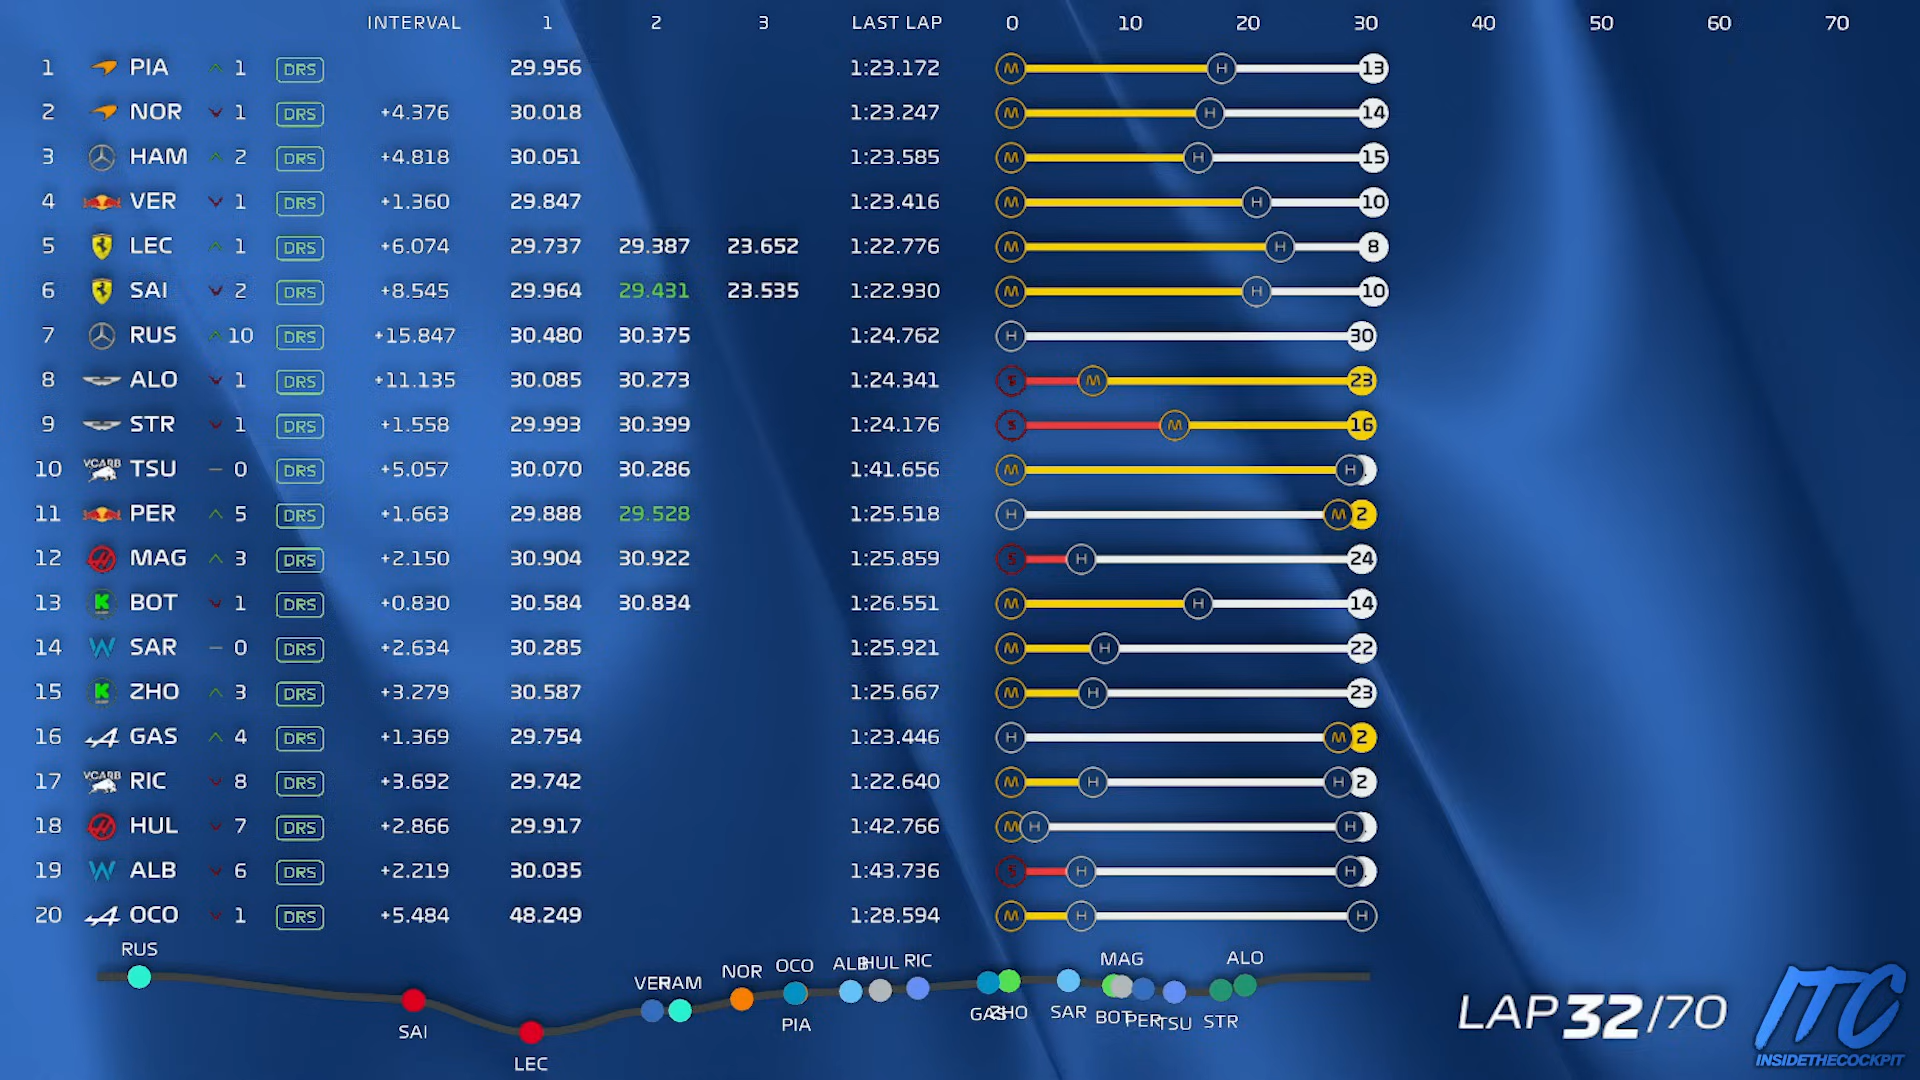 INTERVAL 1 2 3 LAST LAP 0 10 20 30 40 50 60 70
1 PIA 1 DRS 29.956 1:23.172 M H 13
2 NOR 1 DRS +4.376 30.018 1:23.247 M H 14
3 HAM 2 DRS +4.818 30.051 1:23.585 M H 15
4 VER 1 DRS +1.360 29.847 1:23.416 M H 10
5 LEC 1 DRS +6.074 29.737 29.387 23.652 1:22.776 M H 8
6 SAI 2 DRS +8.545 29.964 29.431 23.535 1:22.930 M H 10
7 RUS 10 DRS +15.847 30.480 30.375 1:24.762 H 30
8 ALO 1 DRS +11.135 30.085 30.273 1:24.341 S M 23
9 STR 1 DRS +1.558 29.993 30.399 1:24.176 S M 16
10 VCARB TSU 0 DRS +5.057 30.070 30.286 1:41.656 M H
11 PER 5 DRS +1.663 29.888 29.528 1:25.518 H M 2
12 MAG 3 DRS +2.150 30.904 30.922 1:25.859 S H 24
13 K BOT 1 DRS +0.830 30.584 30.834 1:26.551 M H 14
14 W SAR 0 DRS +2.634 30.285 1:25.921 M H 22
15 K ZHO 3 DRS +3.279 30.587 1:25.667 M H 23
16 GAS 4 DRS +1.369 29.754 1:23.446 H M 2
17 VCARB RIC 8 DRS +3.692 29.742 1:22.640 M H H 2
18 HUL 7 DRS +2.866 29.917 1:42.766 M H H
19 W ALB 6 DRS +2.219 30.035 1:43.736 S H H
20 OCO 1 DRS +5.484 48.249 1:28.594 M H H
RUS SAI LEC VER HAM NOR OCO PIA ALB HUL RIC GAS ZHO SAR MAG BOT PER TSU STR ALO
LAP 32/70
ITC
INSIDETHECOCKPIT